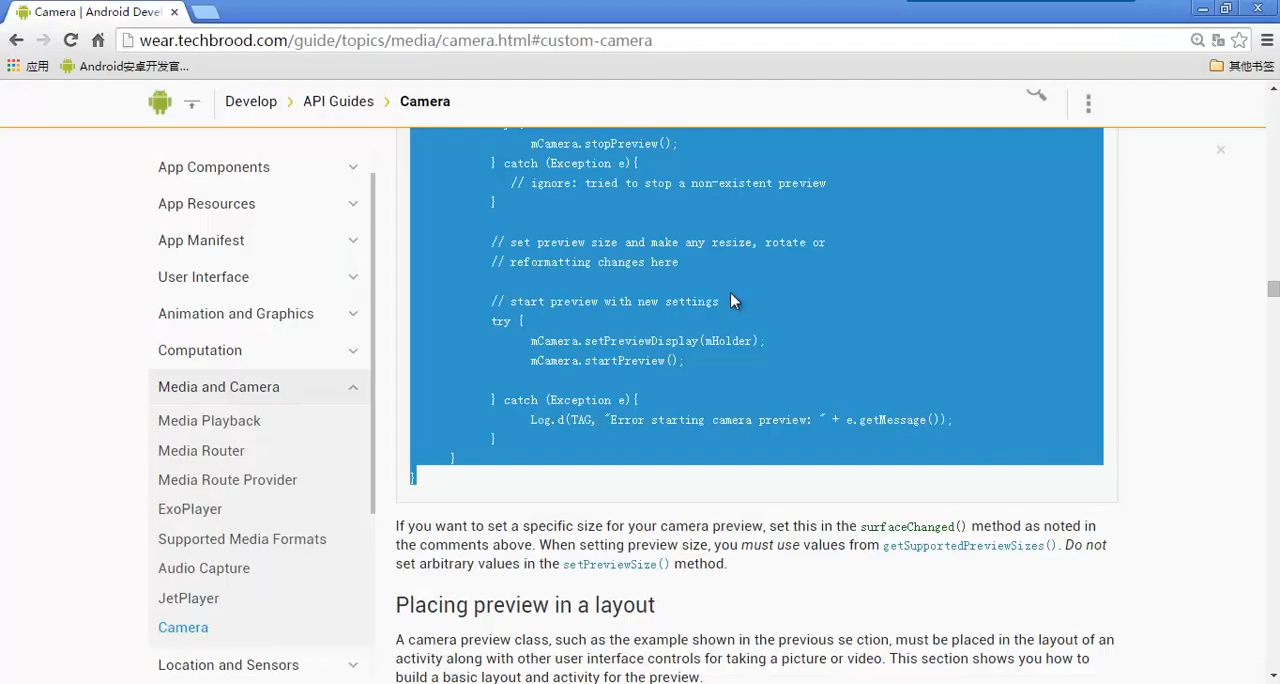 Camera | Android Devel
wear.techbrood.com/guide/topics/media/camera.html#custom-camera
应用
Android安卓开发官...
其他书签
Develop
API Guides
Camera
App Components
App Resources
App Manifest
User Interface
Animation and Graphics
Computation
Media and Camera
Media Playback
Media Router
Media Route Provider
ExoPlayer
Supported Media Formats
Audio Capture
JetPlayer
Camera
Location and Sensors
mCamera.stopPreview();
} catch (Exception e){
// ignore: tried to stop a non-existent preview
}
// set preview size and make any resize, rotate or
// reformatting changes here
// start preview with new settings
try {
mCamera.setPreviewDisplay(mHolder);
mCamera.startPreview();
} catch (Exception e){
Log.d(TAG, "Error starting camera preview: " + e.getMessage());
}
}
}
If you want to set a specific size for your camera preview, set this in the surfaceChanged() method as noted in
the comments above. When setting preview size, you must use values from getSupportedPreviewSizes(). Do not
set arbitrary values in the setPreviewSize() method.
Placing preview in a layout
A camera preview class, such as the example shown in the previous se ction, must be placed in the layout of an
activity along with other user interface controls for taking a picture or video. This section shows you how to
build a basic layout and activity for the preview.